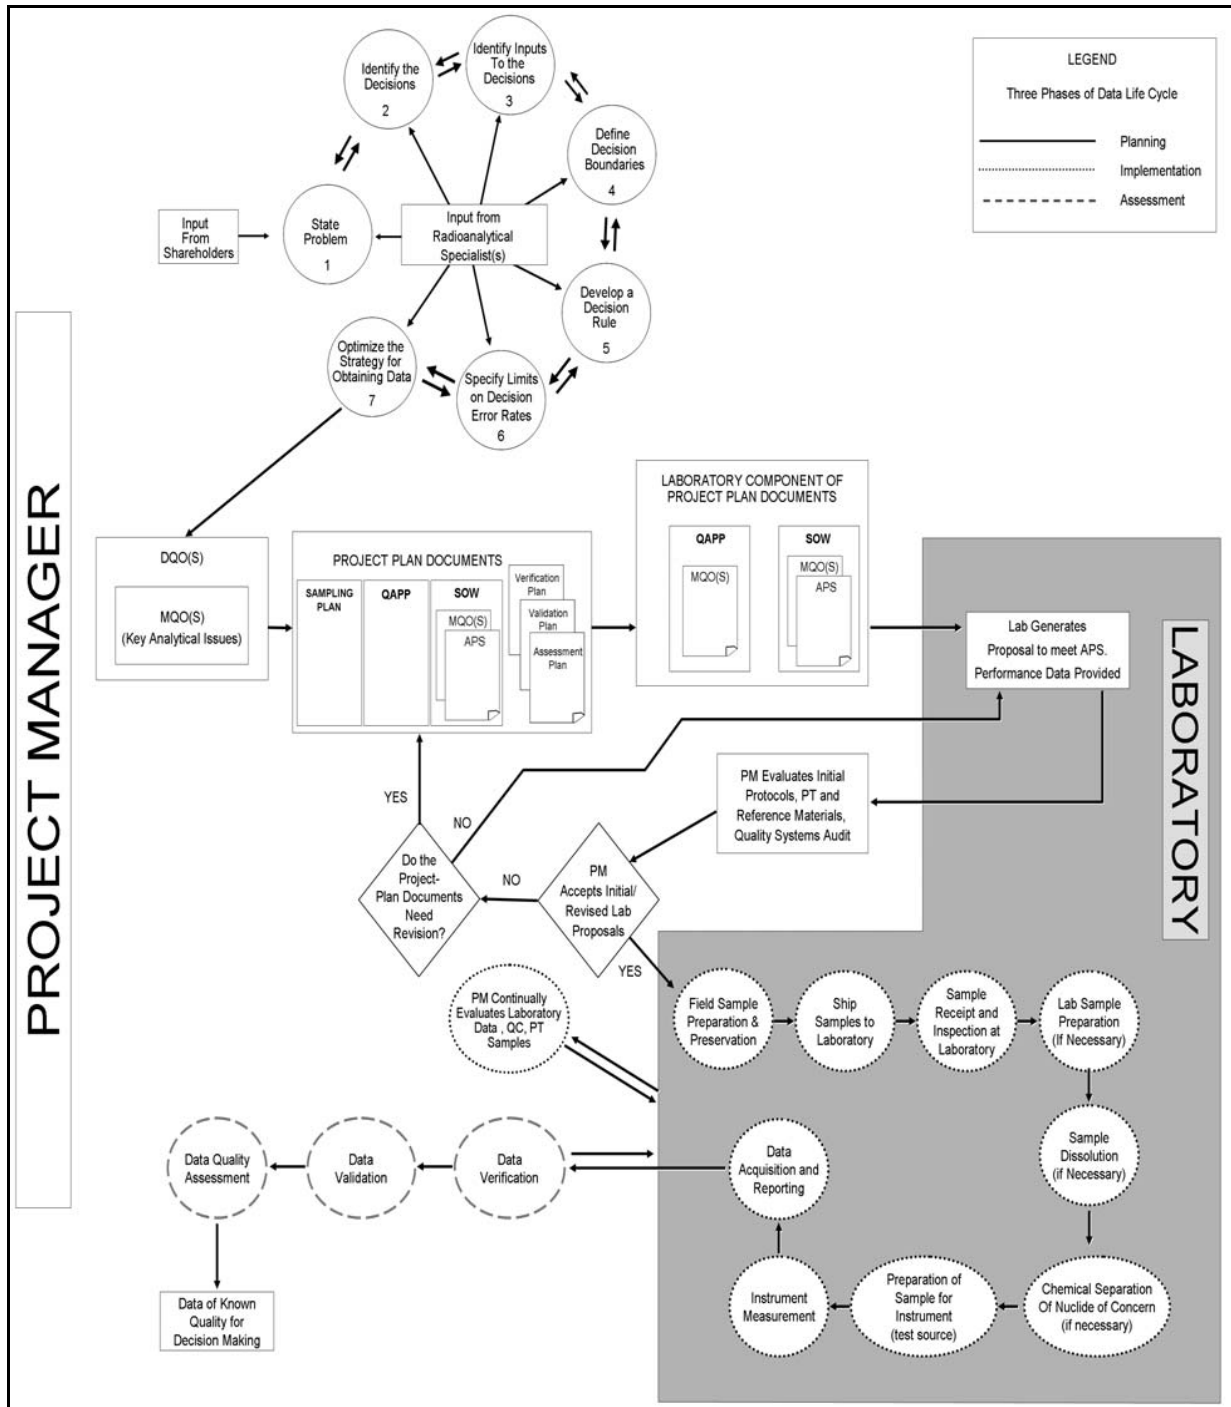 Identify the
Decisions
2
Identify Inputs
To the
Decisions
3
Define
Decision
Boundaries
4
LEGEND
Three Phases of Data Life Cycle
Planning
Implementation
Assessment
Input
From
Shareholders
State
Problem
1
Input from
Radioanalytical
Specialist(s)
Develop a
Decision
Rule
5
Optimize the
Strategy for
Obtaining Data
7
Specify Limits
on Decision
Error Rates
6
PROJECT MANAGER
DQO(S)
MQO(S)
(Key Analytical Issues)
PROJECT PLAN DOCUMENTS
SAMPLING
PLAN
QAPP
SOW
MQO(S)
APS
Verification
Plan
Validation
Plan
Assessment
Plan
LABORATORY COMPONENT OF
PROJECT PLAN DOCUMENTS
QAPP
MQO(S)
SOW
MQO(S)
APS
Lab Generates
Proposal to meet APS.
Performance Data Provided
LABORATORY
PM Evaluates Initial
Protocols, PT and
Reference Materials,
Quality Systems Audit
YES
NO
Do the
Project-
Plan Documents
Need
Revision?
NO
PM
Accepts Initial/
Revised Lab
Proposals
YES
PM Continually
Evaluates Laboratory
Data , QC, PT
Samples
Field Sample
Preparation &
Preservation
Ship
Samples to
Laboratory
Sample
Receipt and
Inspection at
Laboratory
Lab Sample
Preparation
(If Necessary)
Sample
Dissolution
(if Necessary)
Chemical Separation
Of Nuclide of Concern
(if necessary)
Preparation of
Sample for
Instrument
(test source)
Instrument
Measurement
Data
Acquisition and
Reporting
Data
Verification
Data
Validation
Data Quality
Assessment
Data of Known
Quality for
Decision Making